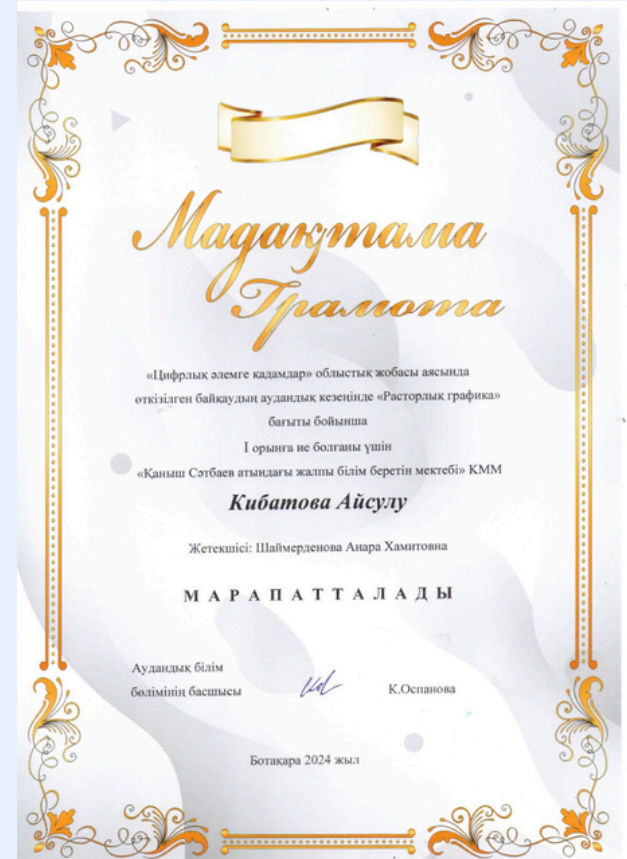 Мадақтама
Грамота
«Цифрлық әлемге қадамдар» облыстық жобасы аясында
өткізілген байқаудың аудандық кезеңінде «Расторлық графика»
бағыты бойынша
I орынға ие болғаны үшін
«Қаныш Сәтбаев атындағы жалпы білім беретін мектебі» КММ
Кибатова Айсулу
Жетекшісі: Шаймерденова Анара Хамитовна
МАРАПАТТАЛАДЫ
Аудандық білім
бөлімінің басшысы К.Оспанова
Ботақара 2024 жыл